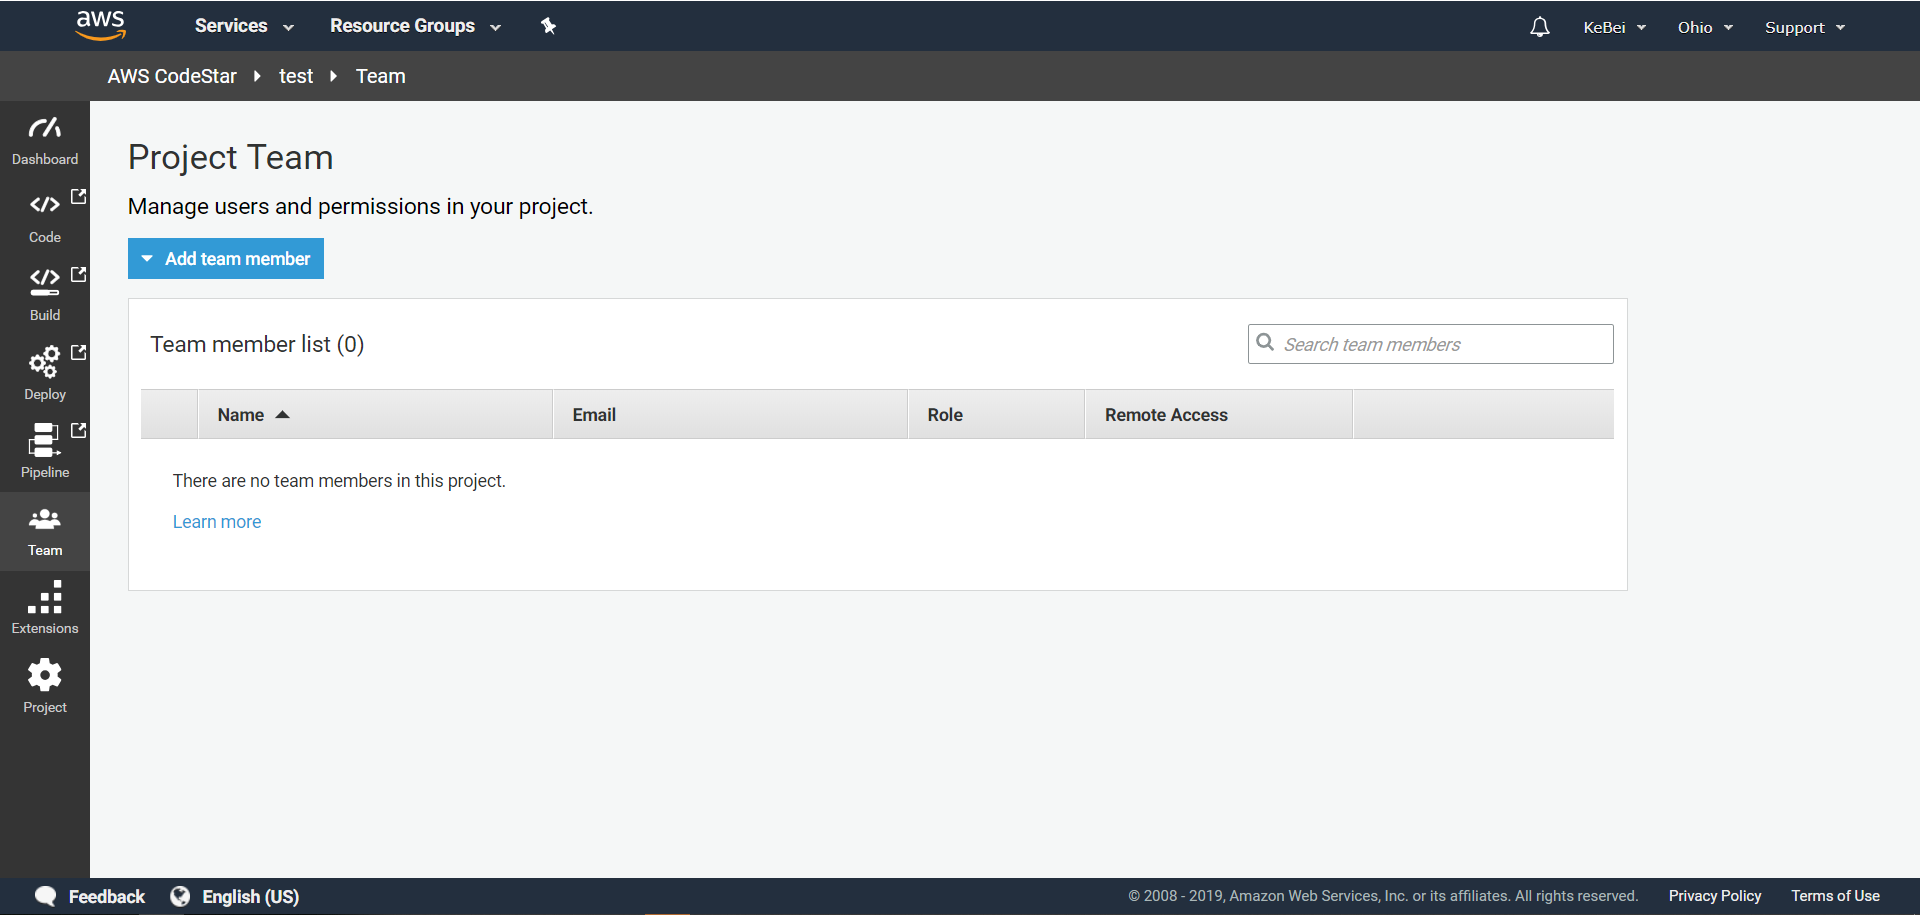 aws Services Resource Groups KeBei Ohio Support
AWS CodeStar test Team
Dashboard
Code
Build
Deploy
Pipeline
Team
Extensions
Project
Project Team
Manage users and permissions in your project.
Add team member
Team member list (0) Search team members
Name Email Role Remote Access
There are no team members in this project.
Learn more
Feedback English (US) © 2008 - 2019, Amazon Web Services, Inc. or its affiliates. All rights reserved. Privacy Policy Terms of Use